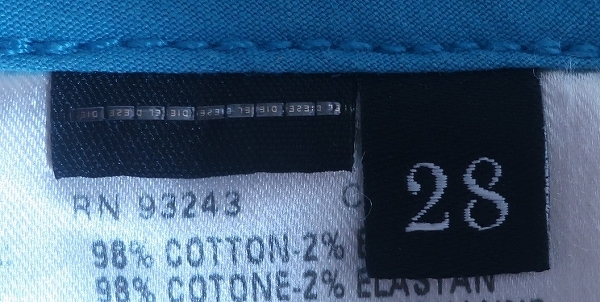 28
RN 93243 C
98% COTTON-2% E
98% COTONE-2% ELASTAN